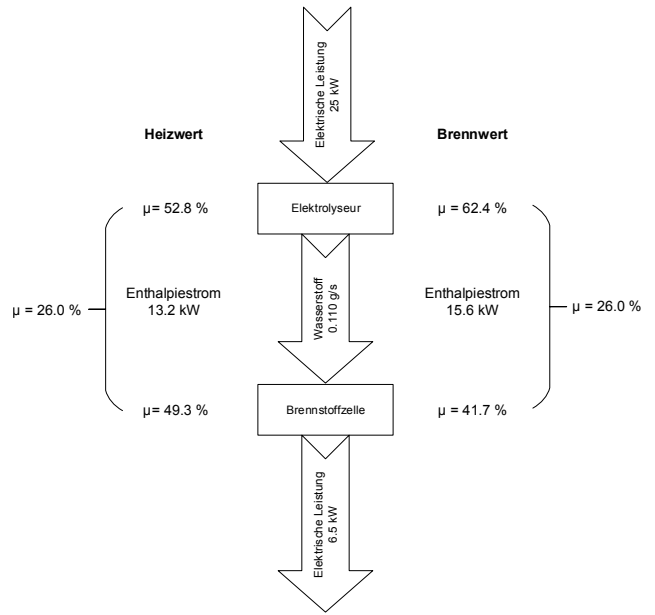 Elektrische Leistung
25 kW
Heizwert
Brennwert
μ= 52.8 %
Elektrolyseur
μ= 62.4 %
Enthalpiestrom
13.2 kW
Wasserstoff
0.110 g/s
Enthalpiestrom
15.6 kW
μ = 26.0 %
μ = 26.0 %
μ= 49.3 %
Brennstoffzelle
μ= 41.7 %
Elektrische Leistung
6.5 kW